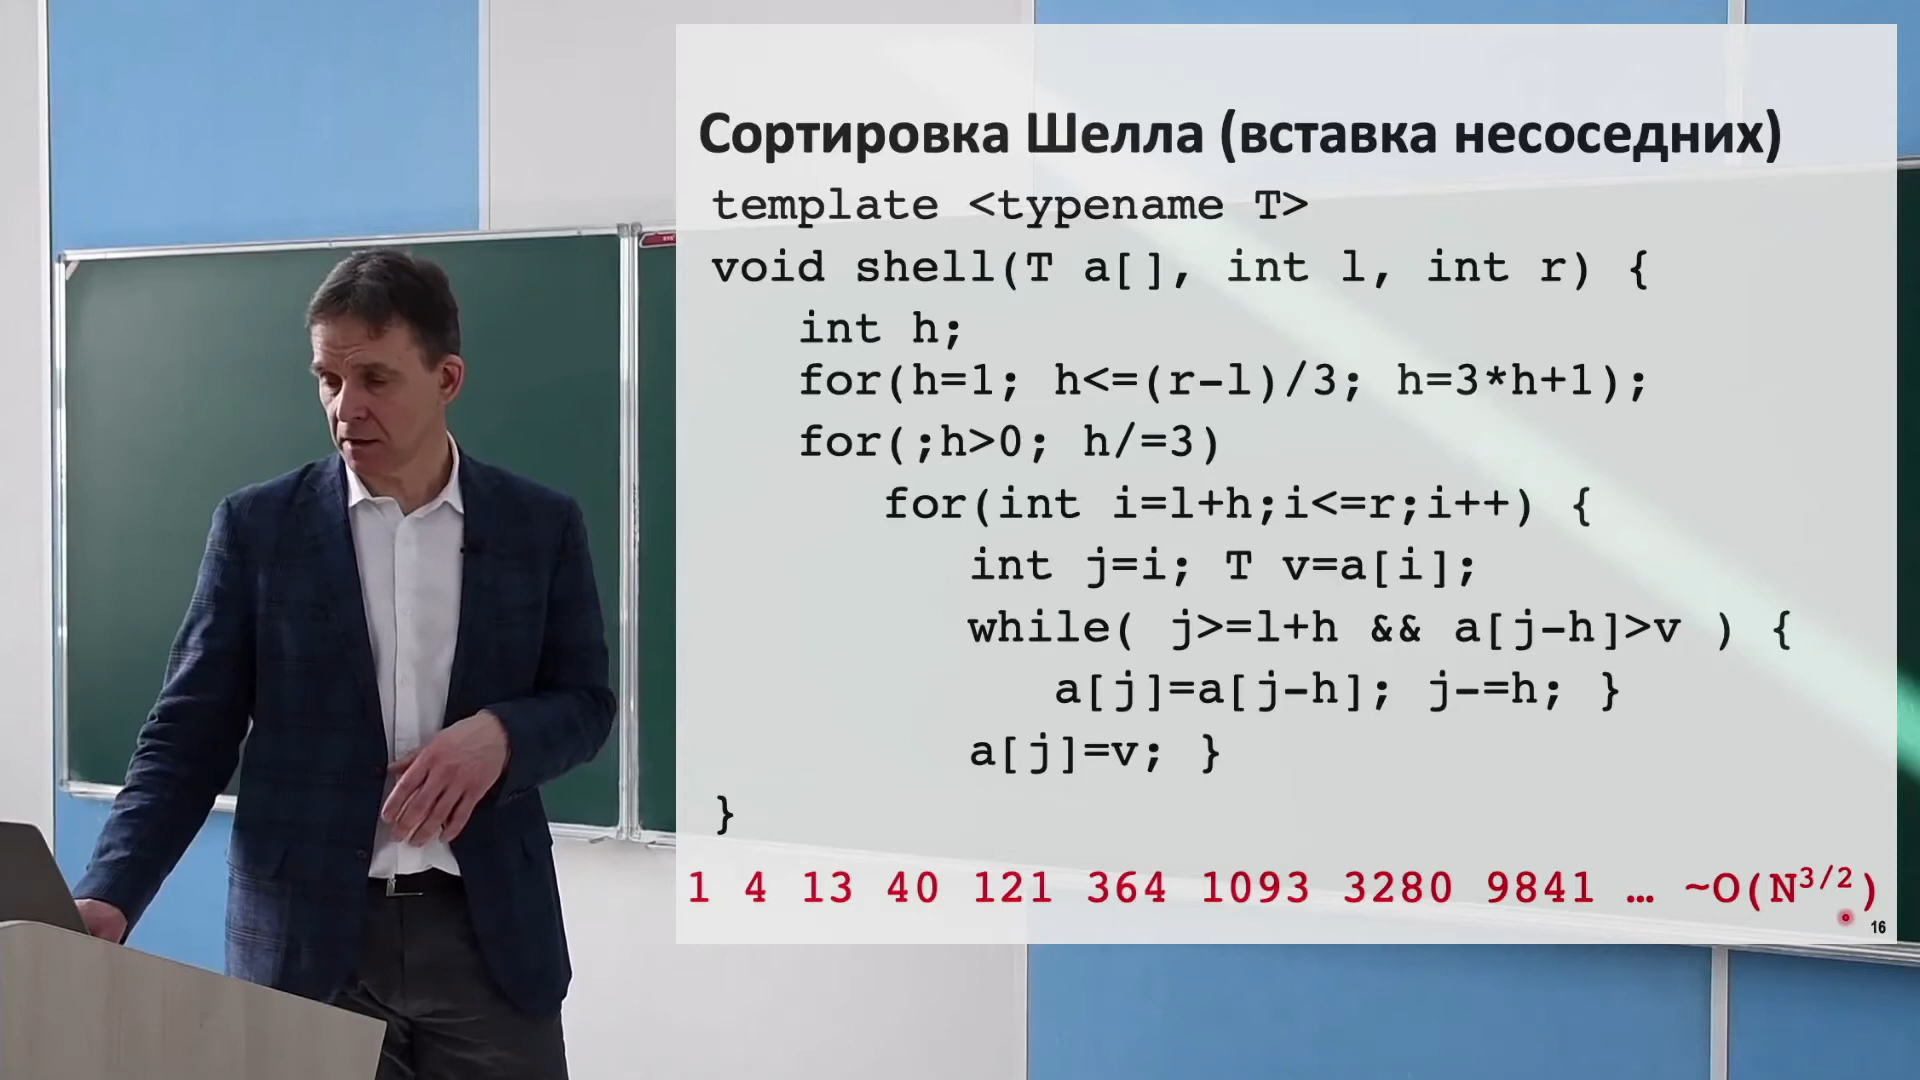 Сортировка Шелла (вставка несоседних)
template <typename T>
void shell(T a[], int l, int r) {
int h;
for(h=1; h<=(r-l)/3; h=3*h+1);
for(;h>0; h/=3)
for(int i=l+h;i<=r;i++) {
int j=i; T v=a[i];
while( j>=l+h && a[j-h]>v ) {
a[j]=a[j-h]; j-=h; }
a[j]=v; }
}
1 4 13 40 121 364 1093 3280 9841 … ~O(N^3/2)
16